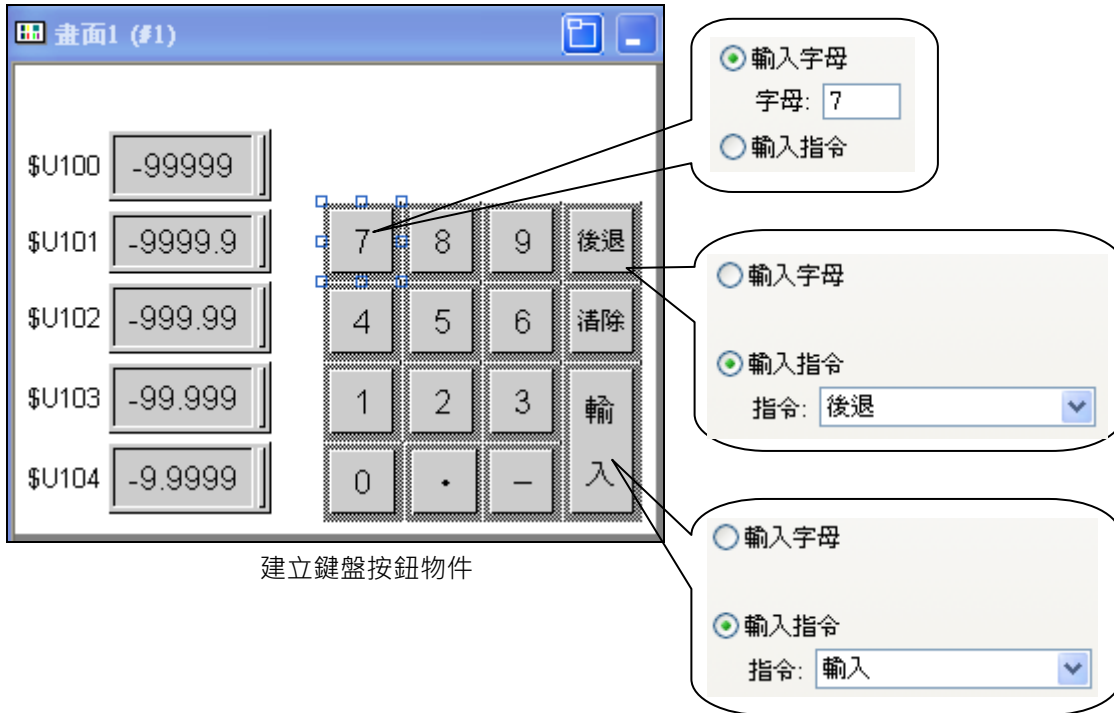 畫面1 (#1)
$U100 -99999
$U101 -9999.9
$U102 -999.99
$U103 -99.999
$U104 -9.9999
7 8 9 後退
4 5 6 清除
1 2 3 輸入
0 • –
建立鍵盤按鈕物件
輸入字母
字母: 7
輸入指令
輸入字母
輸入指令
指令: 後退
輸入字母
輸入指令
指令: 輸入